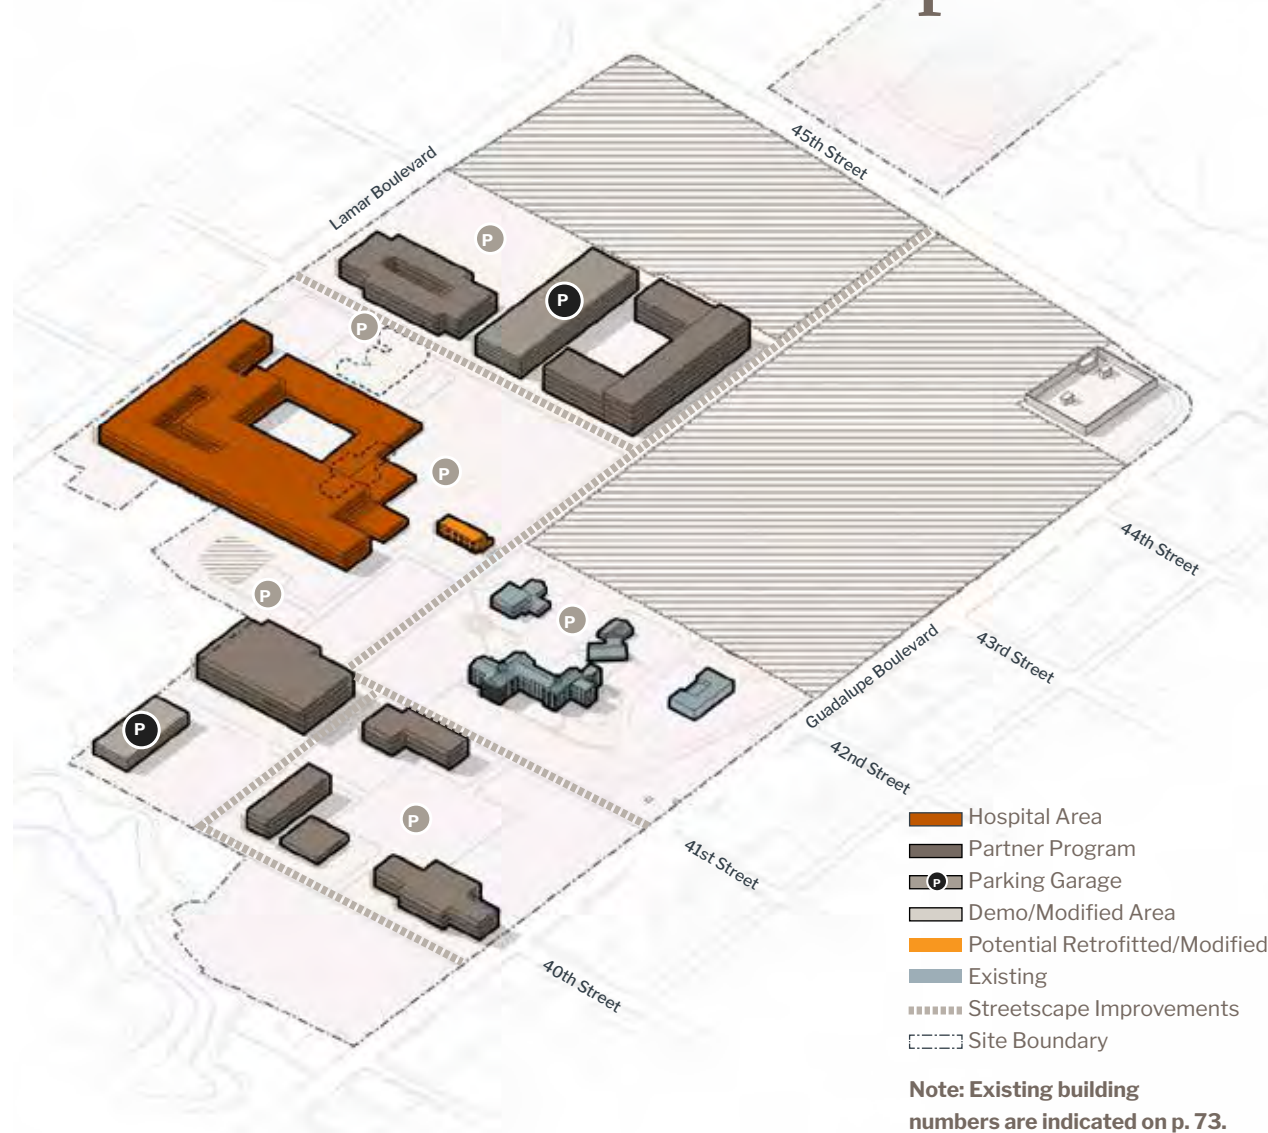 45th Street
Lamar Boulevard
P
P
P
P
44th Street
P
P
43rd Street
Guadalupe Boulevard
P
42nd Street
P
41st Street
40th Street
Hospital Area
Partner Program
P Parking Garage
Demo/Modified Area
Potential Retrofitted/Modified
Existing
Streetscape Improvements
Site Boundary
Note: Existing building
numbers are indicated on p. 73.